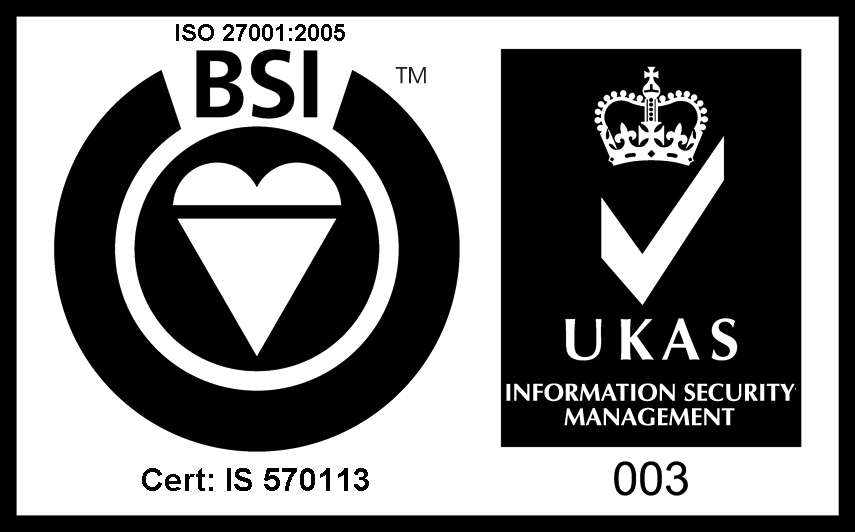 ISO 27001:2005
BSI
TM
Cert: IS 570113
UKAS
INFORMATION SECURITY
MANAGEMENT
003